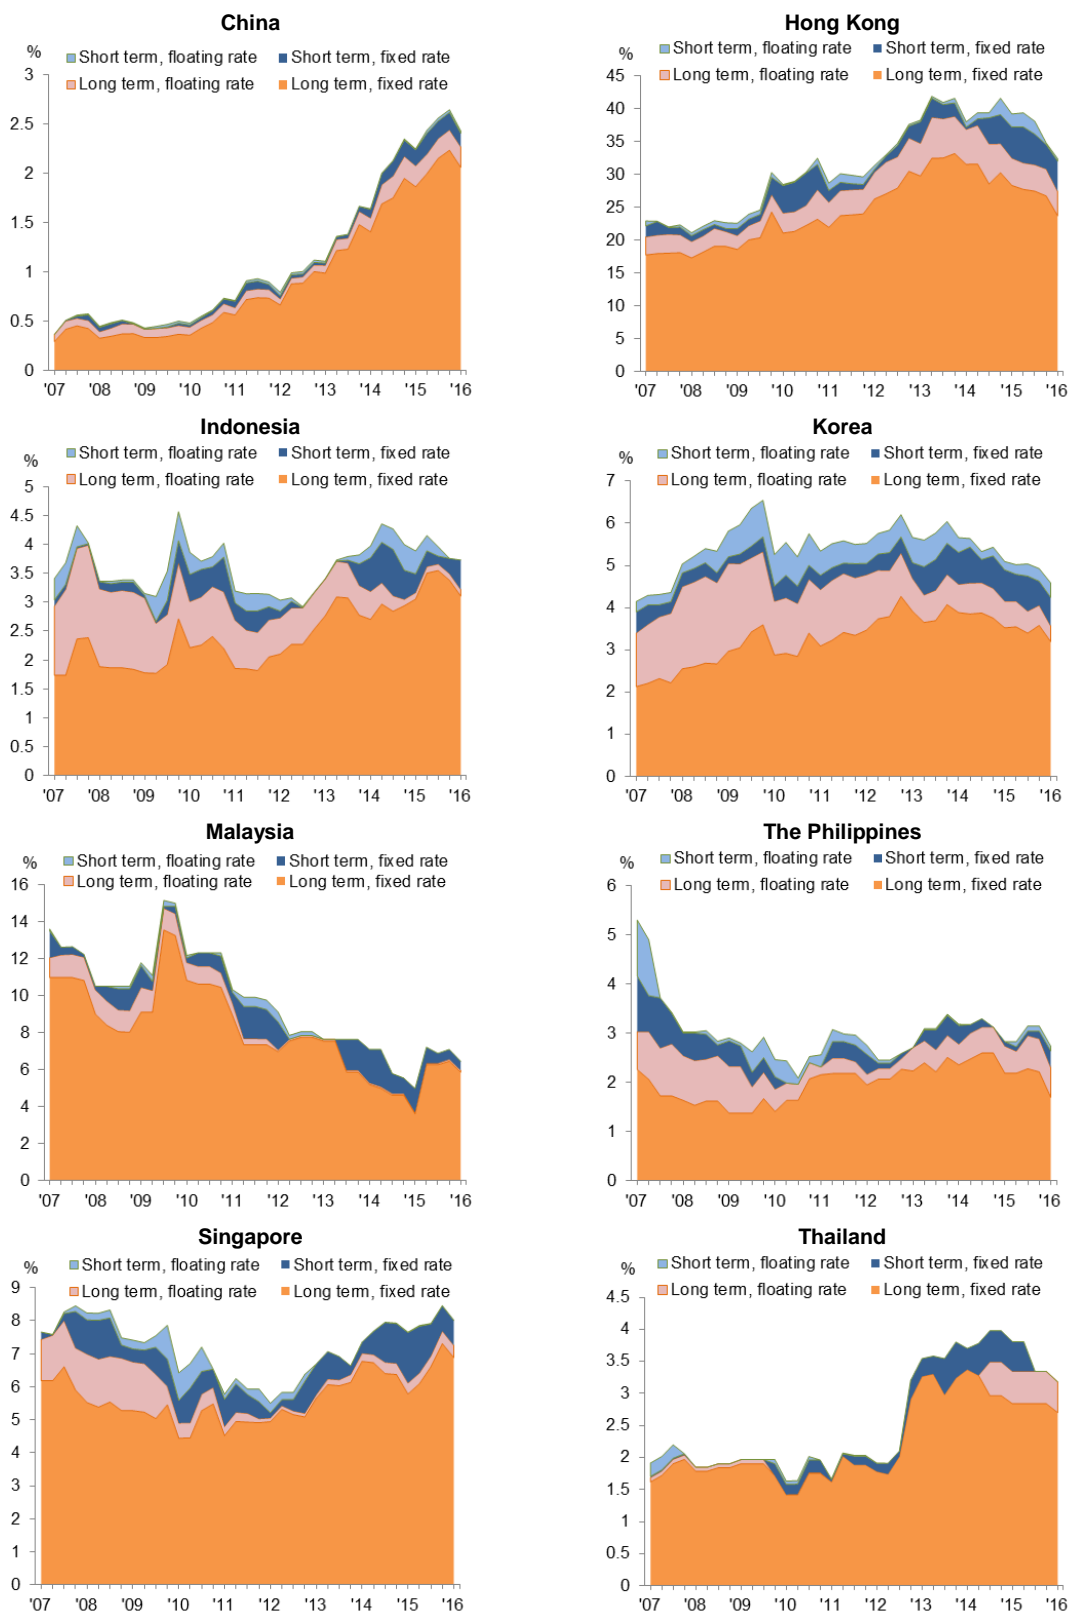 China
%
Short term, floating rate
Short term, fixed rate
Long term, floating rate
Long term, fixed rate
3
2.5
2
1.5
1
0.5
0
'07 '08 '09 '10 '11 '12 '13 '14 '15 '16
Hong Kong
%
Short term, floating rate
Short term, fixed rate
Long term, floating rate
Long term, fixed rate
45
40
35
30
25
20
15
10
5
0
'07 '08 '09 '10 '11 '12 '13 '14 '15 '16
Indonesia
%
Short term, floating rate
Short term, fixed rate
Long term, floating rate
Long term, fixed rate
5
4.5
4
3.5
3
2.5
2
1.5
1
0.5
0
'07 '08 '09 '10 '11 '12 '13 '14 '15 '16
Korea
%
Short term, floating rate
Short term, fixed rate
Long term, floating rate
Long term, fixed rate
7
6
5
4
3
2
1
0
'07 '08 '09 '10 '11 '12 '13 '14 '15 '16
Malaysia
%
Short term, floating rate
Short term, fixed rate
Long term, floating rate
Long term, fixed rate
16
14
12
10
8
6
4
2
0
'07 '08 '09 '10 '11 '12 '13 '14 '15 '16
The Philippines
%
Short term, floating rate
Short term, fixed rate
Long term, floating rate
Long term, fixed rate
6
5
4
3
2
1
0
'07 '08 '09 '10 '11 '12 '13 '14 '15 '16
Singapore
%
Short term, floating rate
Short term, fixed rate
Long term, floating rate
Long term, fixed rate
9
8
7
6
5
4
3
2
1
0
'07 '08 '09 '10 '11 '12 '13 '14 '15 '16
Thailand
%
Short term, floating rate
Short term, fixed rate
Long term, floating rate
Long term, fixed rate
4.5
4
3.5
3
2.5
2
1.5
1
0.5
0
'07 '08 '09 '10 '11 '12 '13 '14 '15 '16